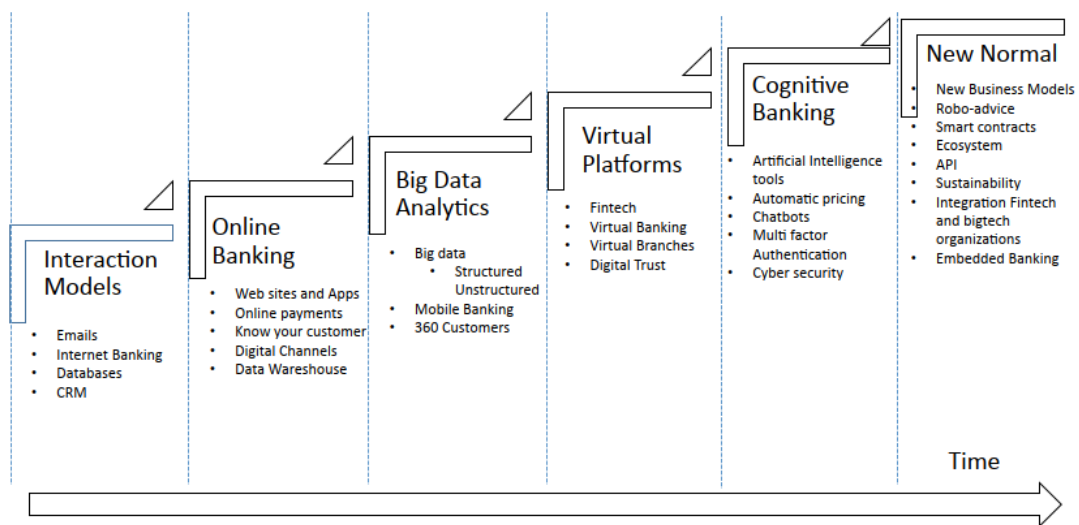 Interaction
Models
• Emails
• Internet Banking
• Databases
• CRM
Online
Banking
• Web sites and Apps
• Online payments
• Know your customer
• Digital Channels
• Data Warehouse
Big Data
Analytics
• Big data
• Structured
Unstructured
• Mobile Banking
• 360 Customers
Virtual
Platforms
• Fintech
• Virtual Banking
• Virtual Branches
• Digital Trust
Cognitive
Banking
• Artificial Intelligence
tools
• Automatic pricing
• Chatbots
• Multi factor
Authentication
• Cyber security
New Normal
• New Business Models
• Robo-advice
• Smart contracts
• Ecosystem
• API
• Sustainability
• Integration Fintech
and bigtech
organizations
• Embedded Banking
Time